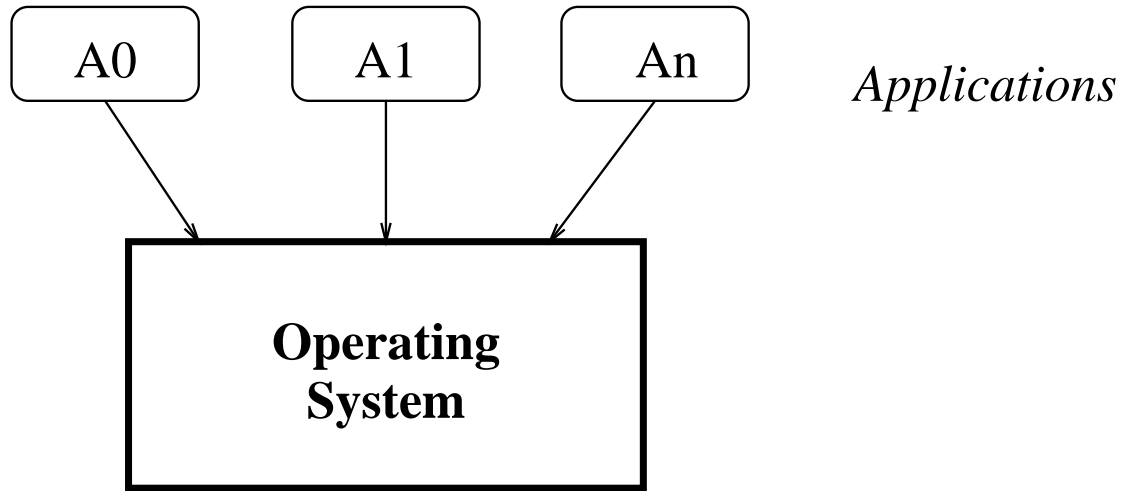 A0
A1
An
Applications
Operating
System